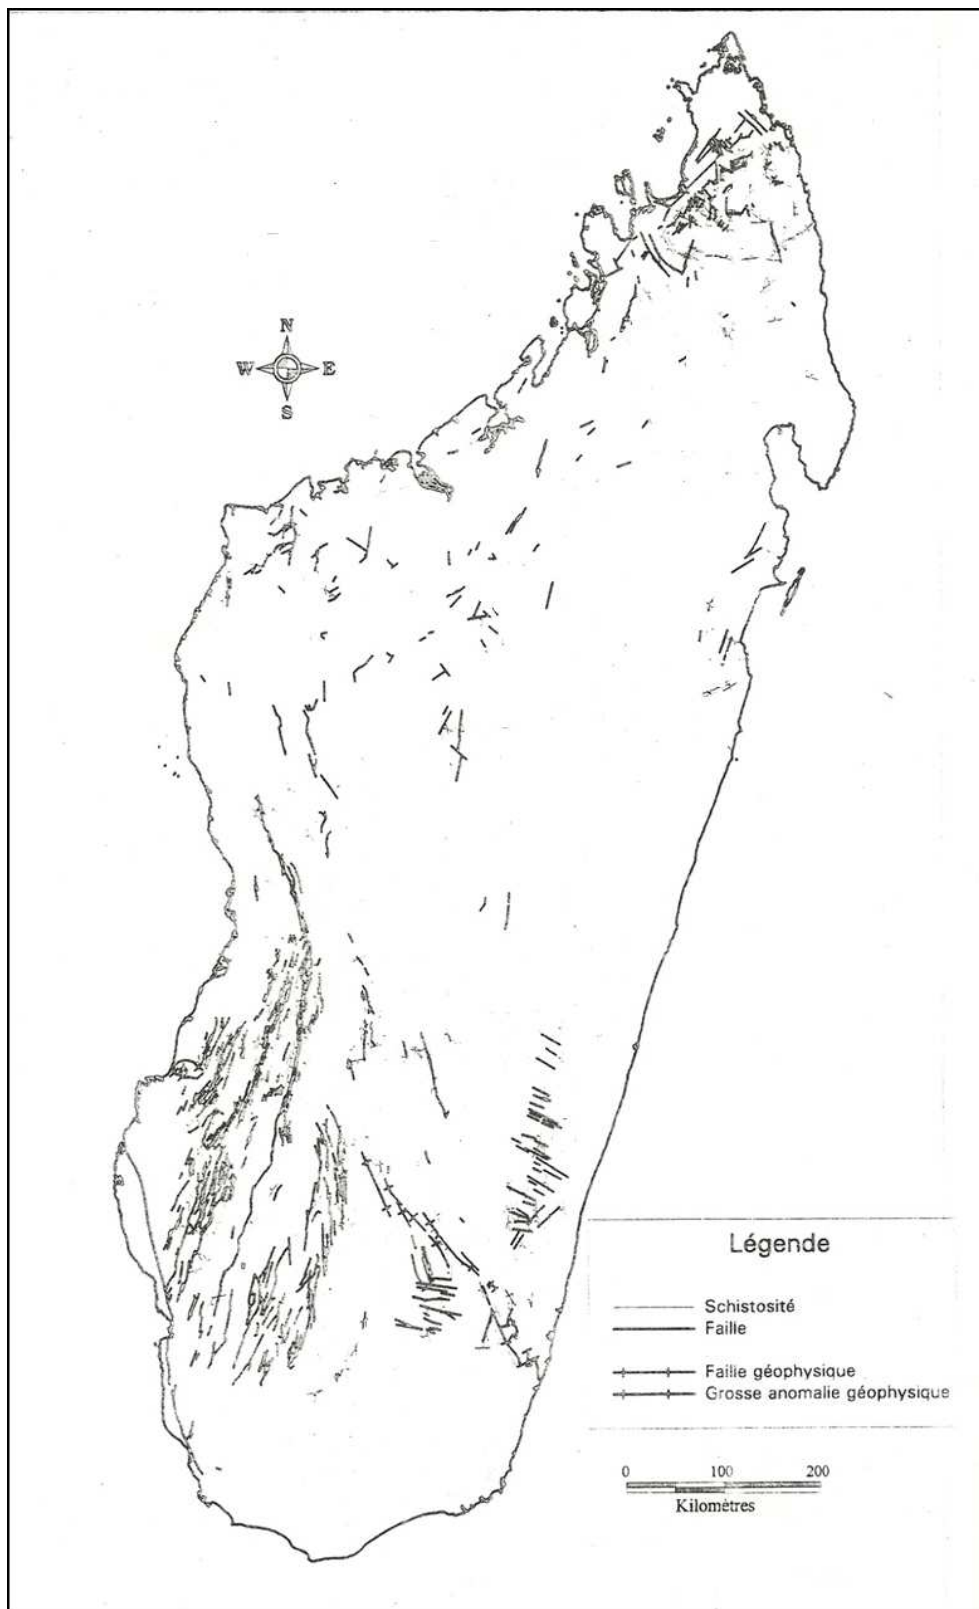 N
W E
S
Légende
Schistosité
Faille
Faille géophysique
Grosse anomalie géophysique
0 100 200
Kilomètres